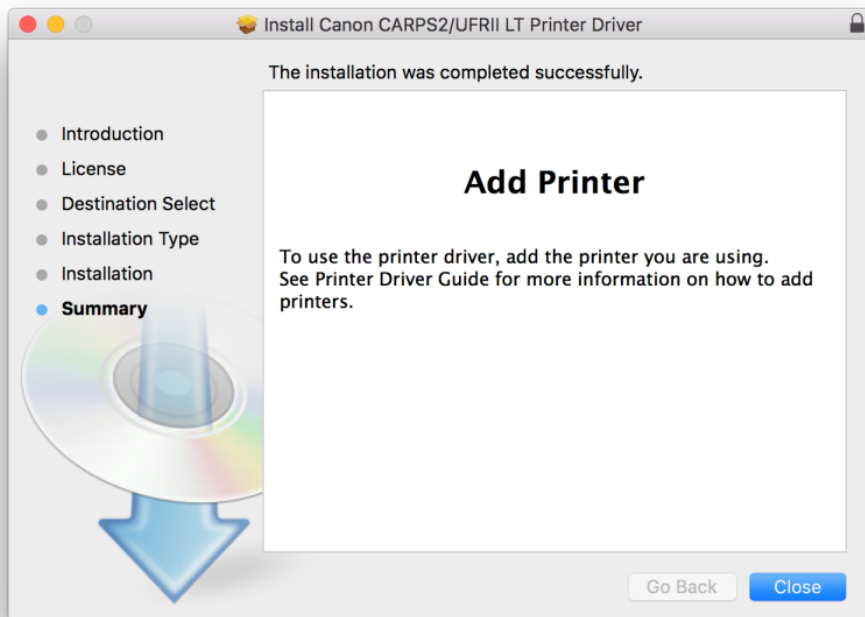 Install Canon CARPS2/UFRII LT Printer Driver
The installation was completed successfully.
Introduction
License
Destination Select
Installation Type
Installation
Summary
Add Printer
To use the printer driver, add the printer you are using.
See Printer Driver Guide for more information on how to add
printers.
Go Back
Close